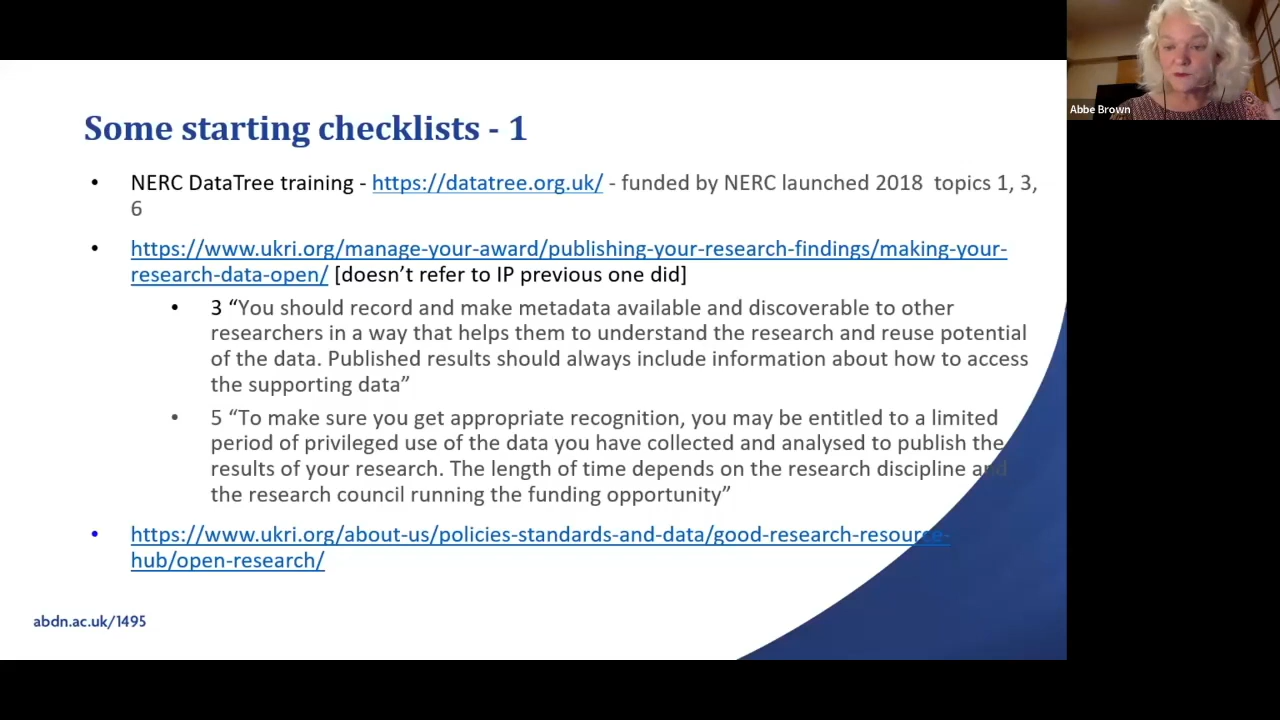 Abbe Brown
Some starting checklists - 1
• NERC DataTree training - https://datatree.org.uk/ - funded by NERC launched 2018 topics 1, 3,
6
• https://www.ukri.org/manage-your-award/publishing-your-research-findings/making-your-
research-data-open/ [doesn’t refer to IP previous one did]
• 3 “You should record and make metadata available and discoverable to other
researchers in a way that helps them to understand the research and reuse potential
of the data. Published results should always include information about how to access
the supporting data”
• 5 “To make sure you get appropriate recognition, you may be entitled to a limited
period of privileged use of the data you have collected and analysed to publish the
results of your research. The length of time depends on the research discipline and
the research council running the funding opportunity”
• https://www.ukri.org/about-us/policies-standards-and-data/good-research-resource-
hub/open-research/
abdn.ac.uk/1495